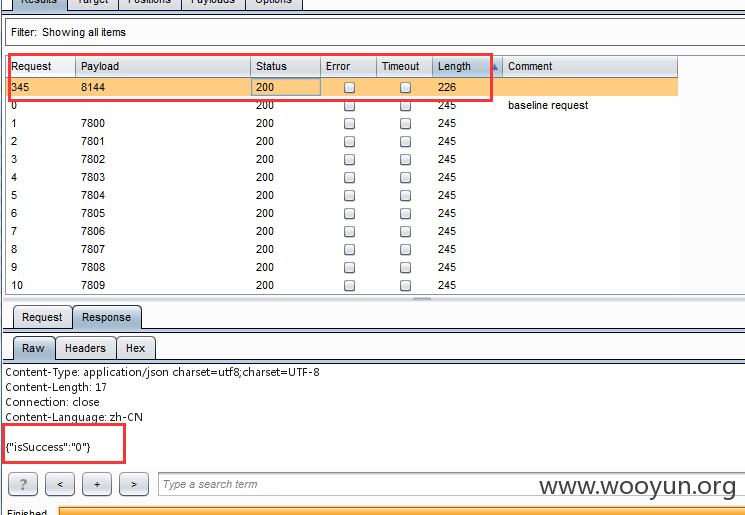 Results Target Positions Payloads Options
Filter: Showing all items
Request Payload Status Error Timeout Length Comment
345 8144 200 226
0 200 245 baseline request
1 7800 200 245
2 7801 200 245
3 7802 200 245
4 7803 200 245
5 7804 200 245
6 7805 200 245
7 7806 200 245
8 7807 200 245
9 7808 200 245
10 7809 200 245
Request Response
Raw Headers Hex
Content-Type: application/json charset=utf8;charset=UTF-8
Content-Length: 17
Connection: close
Content-Language: zh-CN
{"isSuccess":"0"}
? < + > Type a search term
www.wooyun.org
Finished